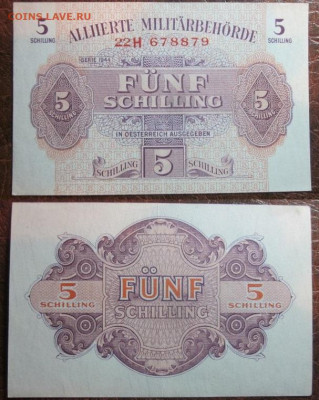 COINS.LAVE.RU
5 ALLIIERTE MILITÄRBEHÖRDE 5
SCHILLING 22H 678879 SCHILLING
SERIE 1944
FÜNF
5 SCHILLING 5
IN OESTERREICH AUSGEGEBEN
SCHILLING 5 SCHILLING
5 FÜNF 5
SCHILLING SCHILLING SCHILLING